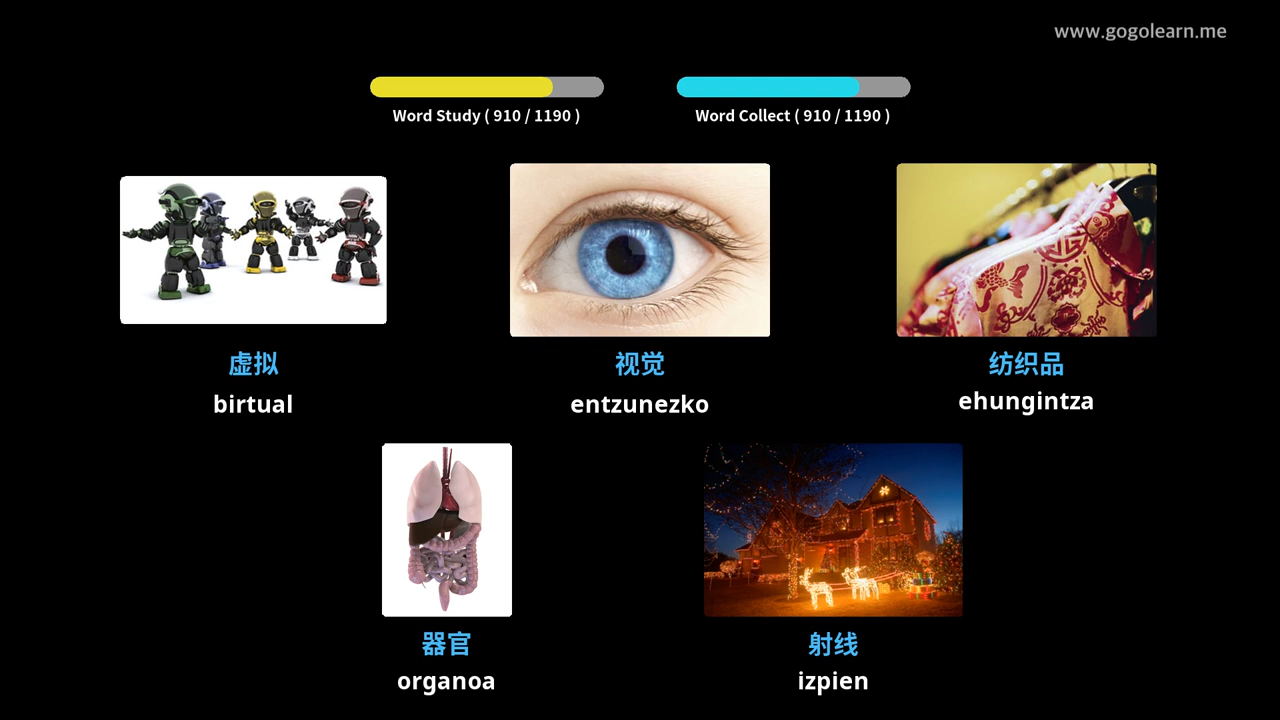 www.gogolearn.me
Word Study ( 910 / 1190 )
Word Collect ( 910 / 1190 )
虚拟
birtual
视觉
entzunezko
纺织品
ehungintza
器官
organoa
射线
izpien